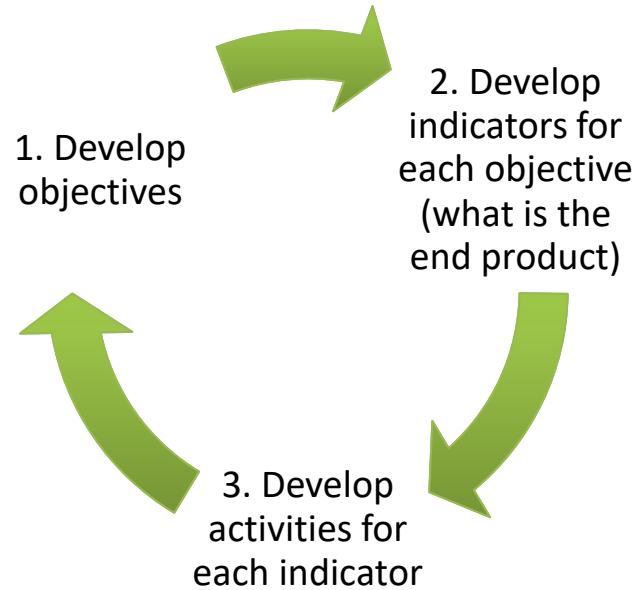 1. Develop
objectives
2. Develop
indicators for
each objective
(what is the
end product)
3. Develop
activities for
each indicator